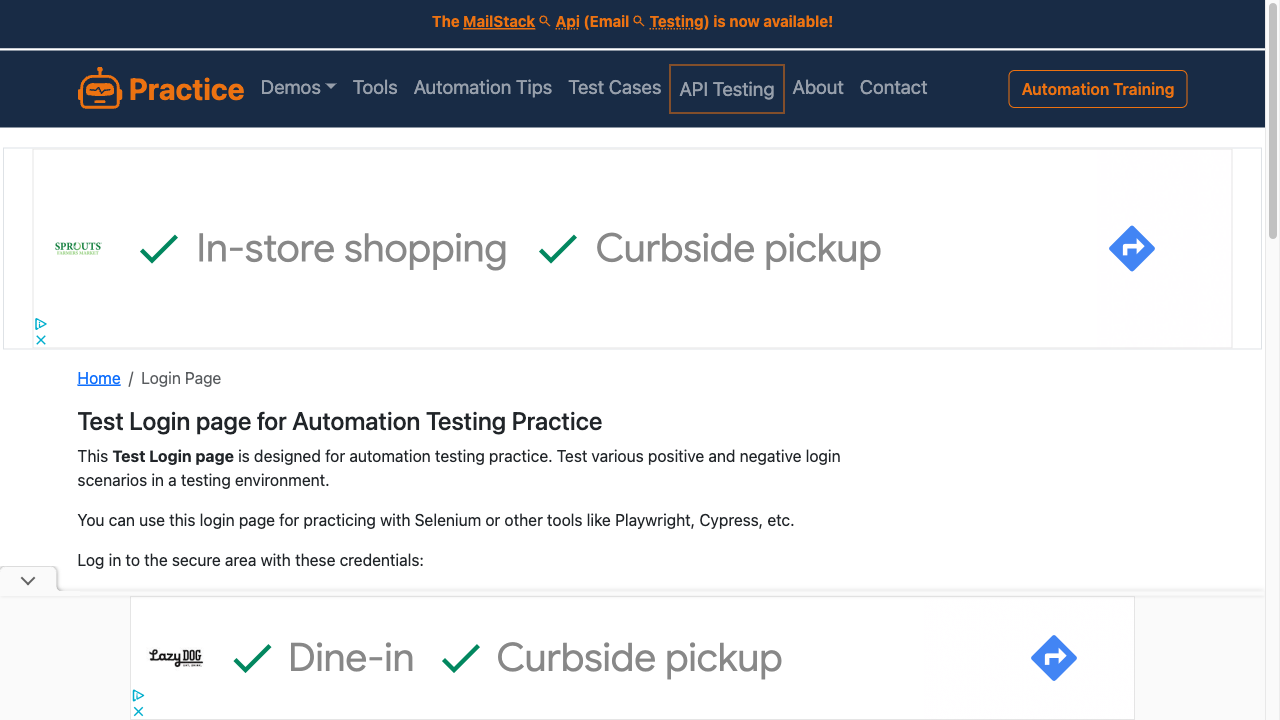 The MailStack Api (Email Testing) is now available!
Practice Demos Tools Automation Tips Test Cases API Testing About Contact Automation Training
SPROUTS
FARMERS MARKET
In-store shopping Curbside pickup
Home / Login Page
Test Login page for Automation Testing Practice
This Test Login page is designed for automation testing practice. Test various positive and negative login
scenarios in a testing environment.
You can use this login page for practicing with Selenium or other tools like Playwright, Cypress, etc.
Log in to the secure area with these credentials:
Lazy DOG
Dine-in Curbside pickup